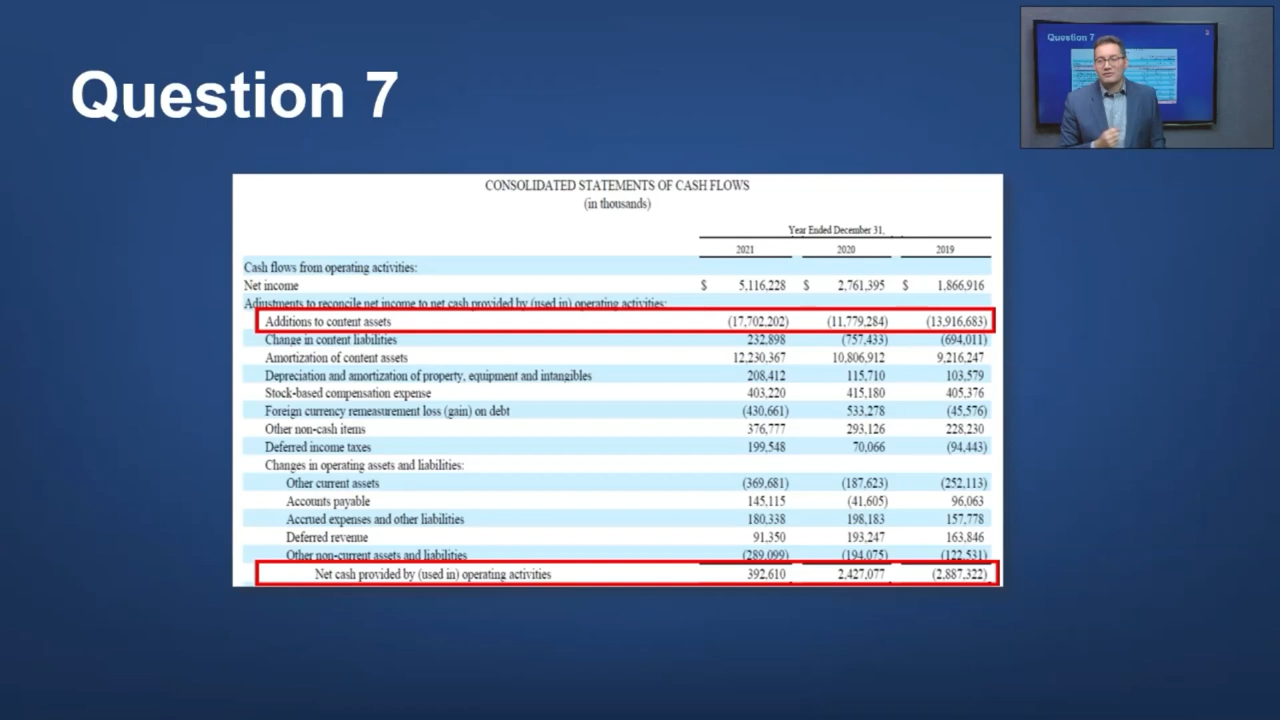 Question 7
Question 7
CONSOLIDATED STATEMENTS OF CASH FLOWS
(in thousands)
Year Ended December 31,
2021 2020 2019
Cash flows from operating activities:
Net income $ 5,116,228 $ 2,761,395 $ 1,866,916
Adjustments to reconcile net income to net cash provided by (used in) operating activities:
Additions to content assets (17,702,202) (11,779,284) (13,916,683)
Change in content liabilities 232,898 (757,433) (694,011)
Amortization of content assets 12,230,367 10,806,912 9,216,247
Depreciation and amortization of property, equipment and intangibles 208,412 115,710 103,579
Stock-based compensation expense 403,220 415,180 405,376
Foreign currency remeasurement loss (gain) on debt (430,661) 533,278 (45,576)
Other non-cash items 376,777 293,126 228,230
Deferred income taxes 199,548 70,066 (94,443)
Changes in operating assets and liabilities:
Other current assets (369,681) (187,623) (252,113)
Accounts payable 145,115 (41,605) 96,063
Accrued expenses and other liabilities 180,338 198,183 157,778
Deferred revenue 91,350 193,247 163,846
Other non-current assets and liabilities (289,099) (194,075) (122,531)
Net cash provided by (used in) operating activities 392,610 2,427,077 (2,887,322)